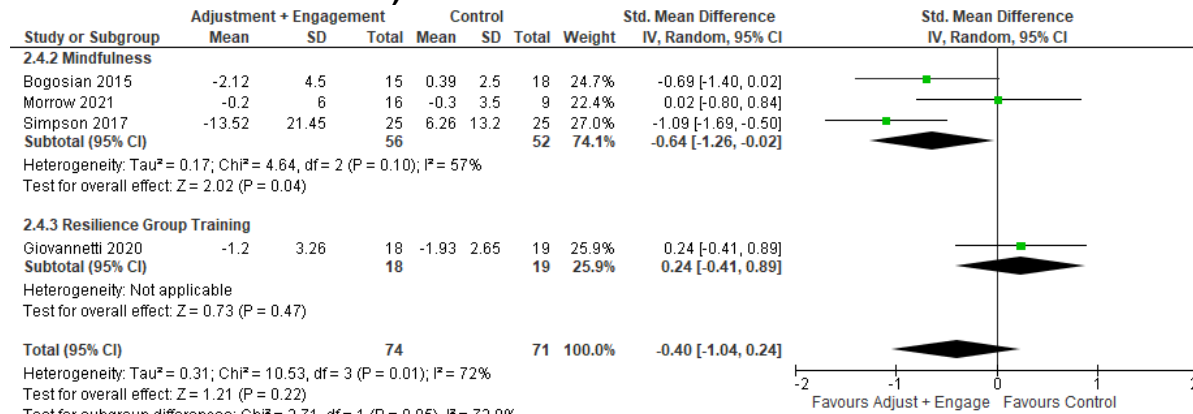 Adjustment + Engagement Control Std. Mean Difference Std. Mean Difference
Study or Subgroup Mean SD Total Mean SD Total Weight IV, Random, 95% CI IV, Random, 95% CI
2.4.2 Mindfulness
Bogosian 2015 -2.12 4.5 15 0.39 2.5 18 24.7% -0.69 [-1.40, 0.02]
Morrow 2021 -0.2 6 16 -0.3 3.5 9 22.4% 0.02 [-0.80, 0.84]
Simpson 2017 -13.52 21.45 25 6.26 13.2 25 27.0% -1.09 [-1.69, -0.50]
Subtotal (95% CI) 56 52 74.1% -0.64 [-1.26, -0.02]
Heterogeneity: Tau² = 0.17; Chi² = 4.64, df = 2 (P = 0.10); I² = 57%
Test for overall effect: Z = 2.02 (P = 0.04)
2.4.3 Resilience Group Training
Giovannetti 2020 -1.2 3.26 18 -1.93 2.65 19 25.9% 0.24 [-0.41, 0.89]
Subtotal (95% CI) 18 19 25.9% 0.24 [-0.41, 0.89]
Heterogeneity: Not applicable
Test for overall effect: Z = 0.73 (P = 0.47)
Total (95% CI) 74 71 100.0% -0.40 [-1.04, 0.24]
Heterogeneity: Tau² = 0.31; Chi² = 10.53, df = 3 (P = 0.01); I² = 72%
Test for overall effect: Z = 1.21 (P = 0.22)
-2 -1 0 1 2
Favours Adjust + Engage Favours Control